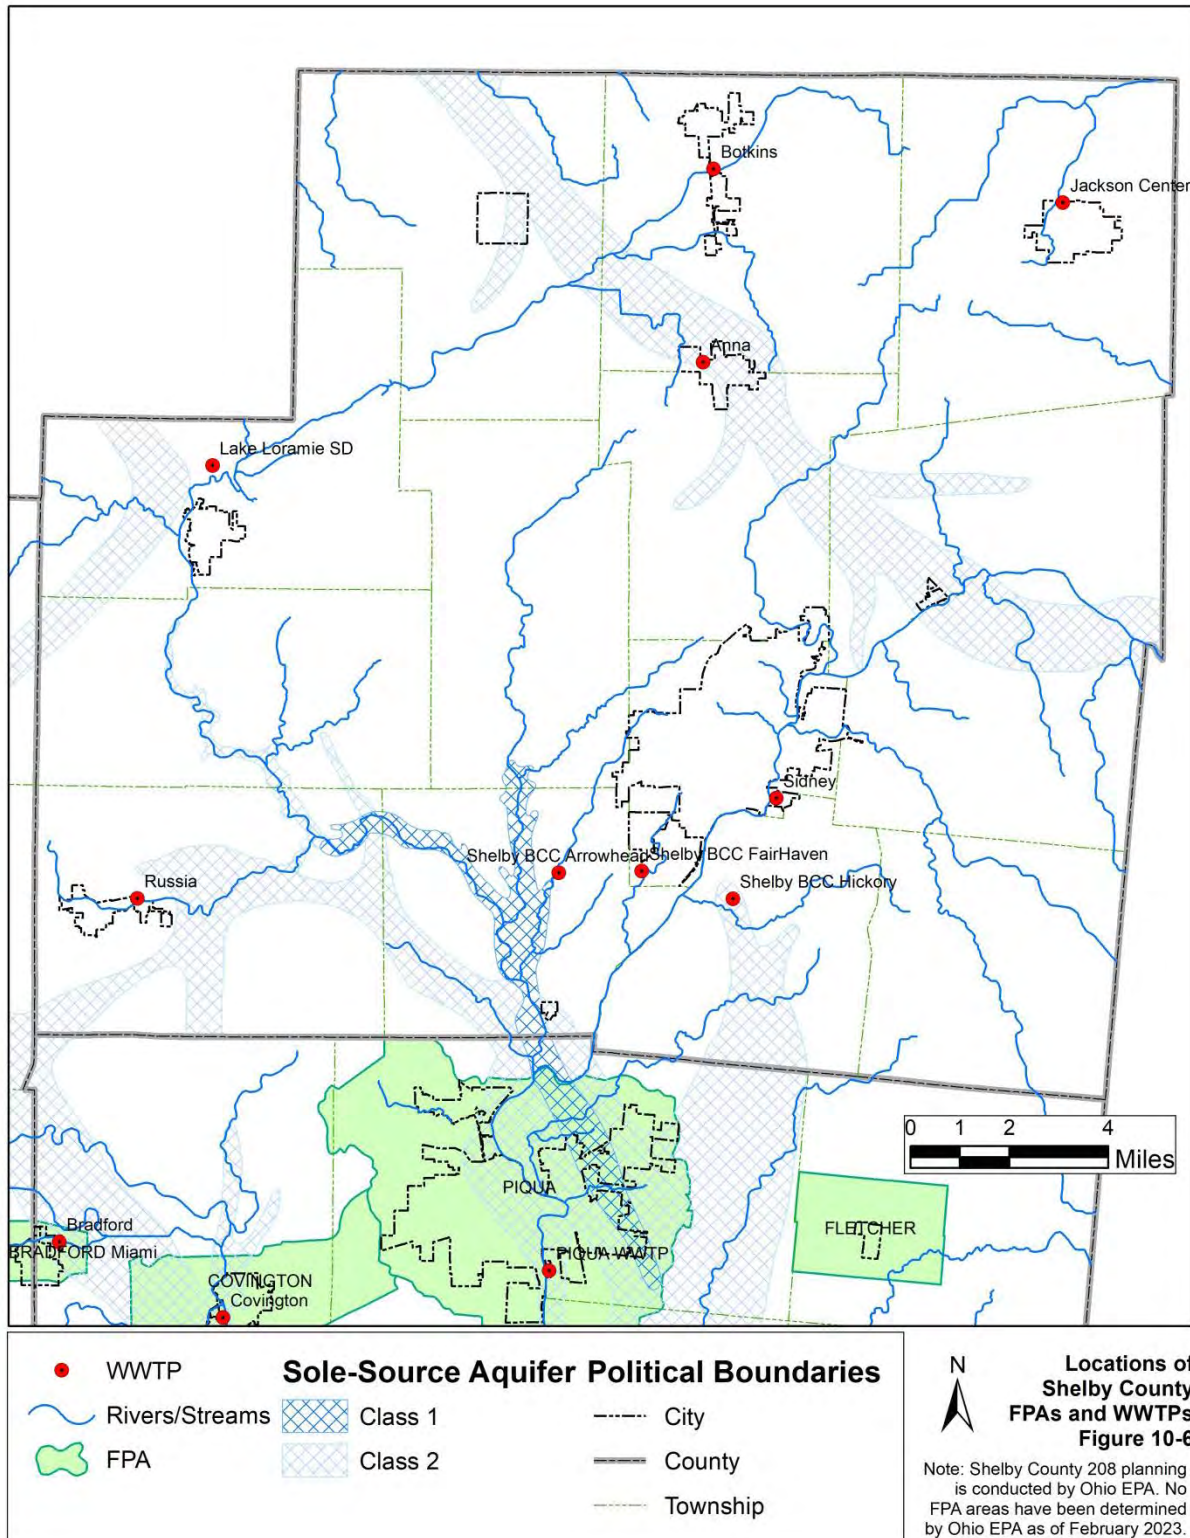 Botkins
Jackson Center
Anna
Lake Loramie SD
Sidney
Shelby BCC Arrowhead
Shelby BCC FairHaven
Russia
Shelby BCC Hickory
0 1 2 4
Miles
PIQUA
Bradford
BRADFORD Miami
FLETCHER
PIQUA WWTP
COVINGTON
Covington
WWTP
Rivers/Streams
FPA
Sole-Source Aquifer
Class 1
Class 2
Political Boundaries
City
County
Township
N
Locations of
Shelby County
FPAs and WWTPs
Figure 10-6
Note: Shelby County 208 planning
is conducted by Ohio EPA. No
FPA areas have been determined
by Ohio EPA as of February 2023.